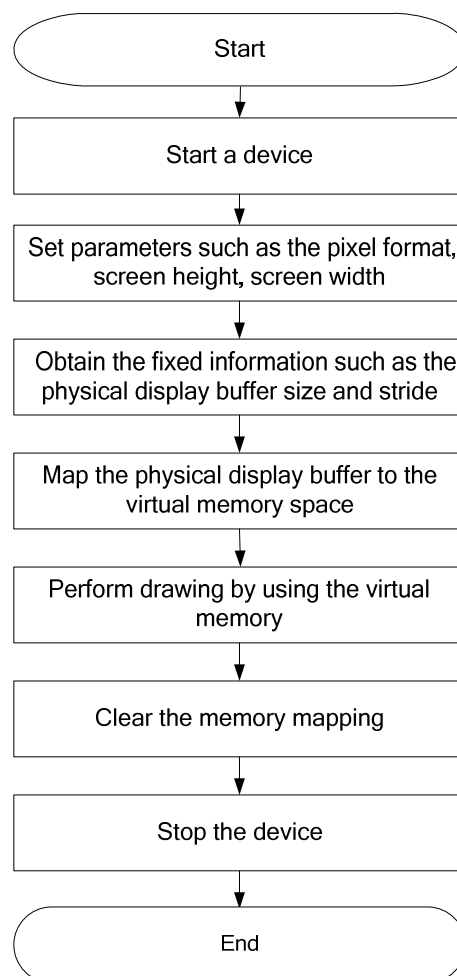 Start
Start a device
Set parameters such as the pixel format,
screen height, screen width
Obtain the fixed information such as the
physical display buffer size and stride
Map the physical display buffer to the
virtual memory space
Perform drawing by using the virtual
memory
Clear the memory mapping
Stop the device
End